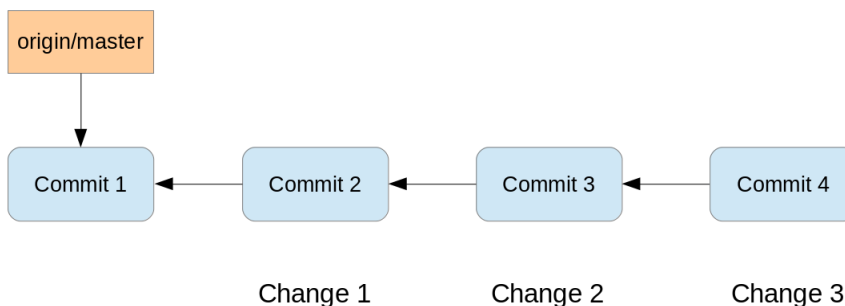 origin/master
Commit 1
Commit 2
Commit 3
Commit 4
Change 1
Change 2
Change 3